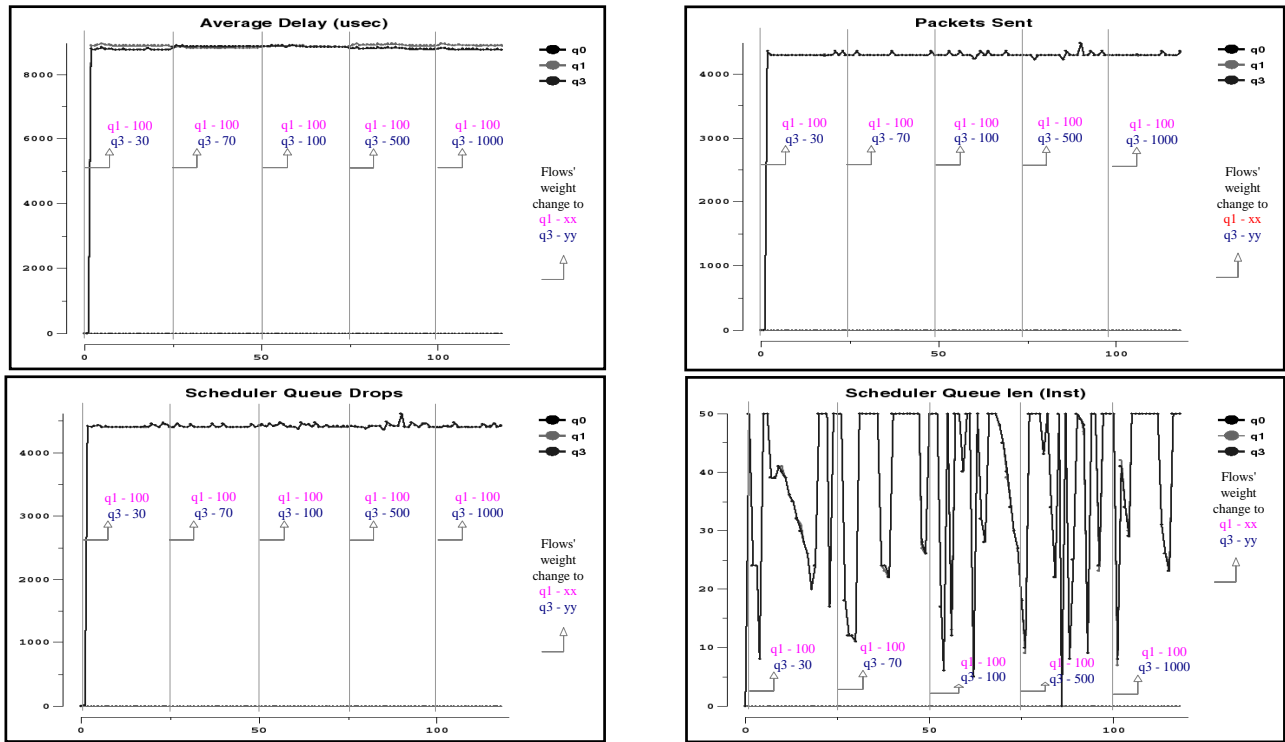 Average Delay (usec)
8000
6000
4000
2000
0
0
50
100
q0
q1
q3
q1 - 100
q3 - 30
q1 - 100
q3 - 70
q1 - 100
q3 - 100
q1 - 100
q3 - 500
q1 - 100
q3 - 1000
Flows'
weight
change to
q1 - xx
q3 - yy
Packets Sent
4000
3000
2000
1000
0
0
50
100
q0
q1
q3
q1 - 100
q3 - 30
q1 - 100
q3 - 70
q1 - 100
q3 - 100
q1 - 100
q3 - 500
q1 - 100
q3 - 1000
Flows'
weight
change to
q1 - xx
q3 - yy
Scheduler Queue Drops
4000
3000
2000
1000
0
0
50
100
q0
q1
q3
q1 - 100
q3 - 30
q1 - 100
q3 - 70
q1 - 100
q3 - 100
q1 - 100
q3 - 500
q1 - 100
q3 - 1000
Flows'
weight
change to
q1 - xx
q3 - yy
Scheduler Queue len (Inst)
50
40
30
20
10
0
0
50
100
q0
q1
q3
q1 - 100
q3 - 30
q1 - 100
q3 - 70
q1 - 100
q3 - 100
q1 - 100
q3 - 500
q1 - 100
q3 - 1000
Flows'
weight
change to
q1 - xx
q3 - yy